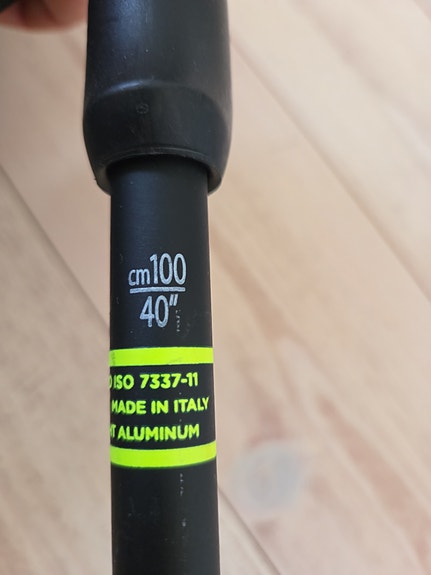 cm100
40"
ISO 7337-11
MADE IN ITALY
ALUMINUM